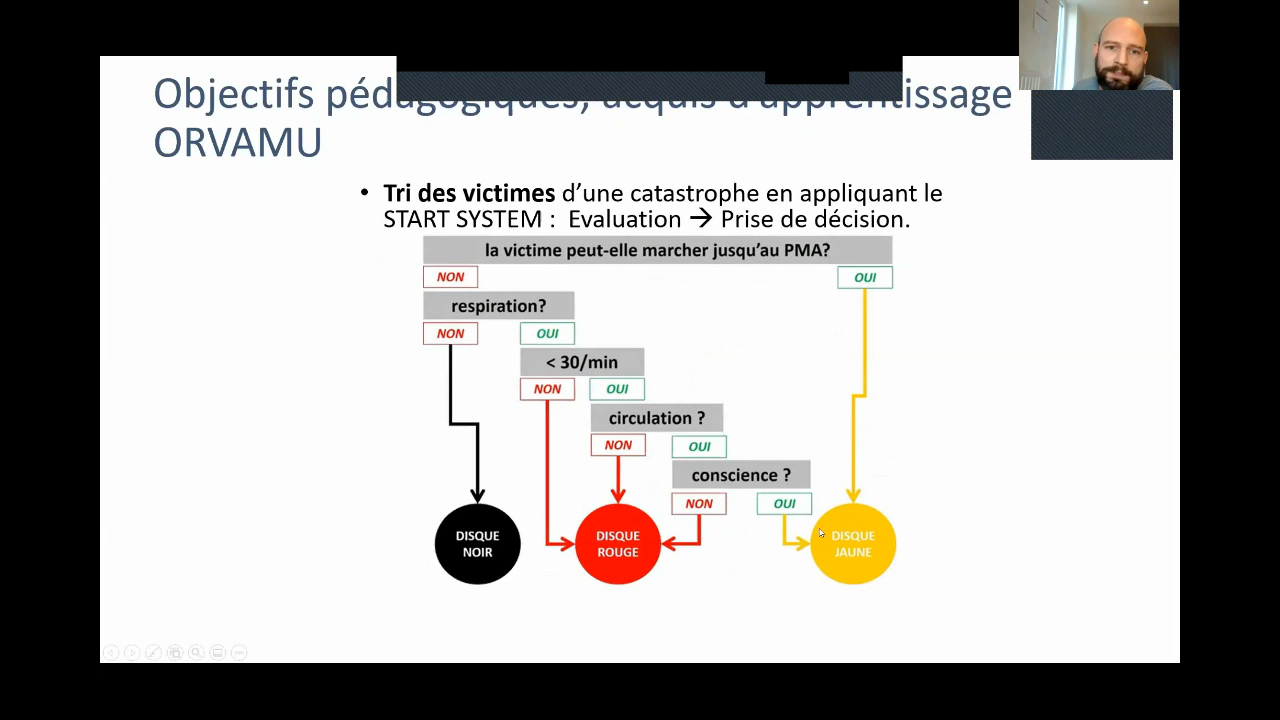 Objectifs pédagogiques, acquis d'apprentissage
ORVAMU
• Tri des victimes d’une catastrophe en appliquant le
START SYSTEM : Evaluation → Prise de décision.
la victime peut-elle marcher jusqu’au PMA?
NON
OUI
respiration?
NON
OUI
< 30/min
NON
OUI
circulation ?
NON
OUI
conscience ?
NON
OUI
DISQUE
NOIR
DISQUE
ROUGE
DISQUE
JAUNE